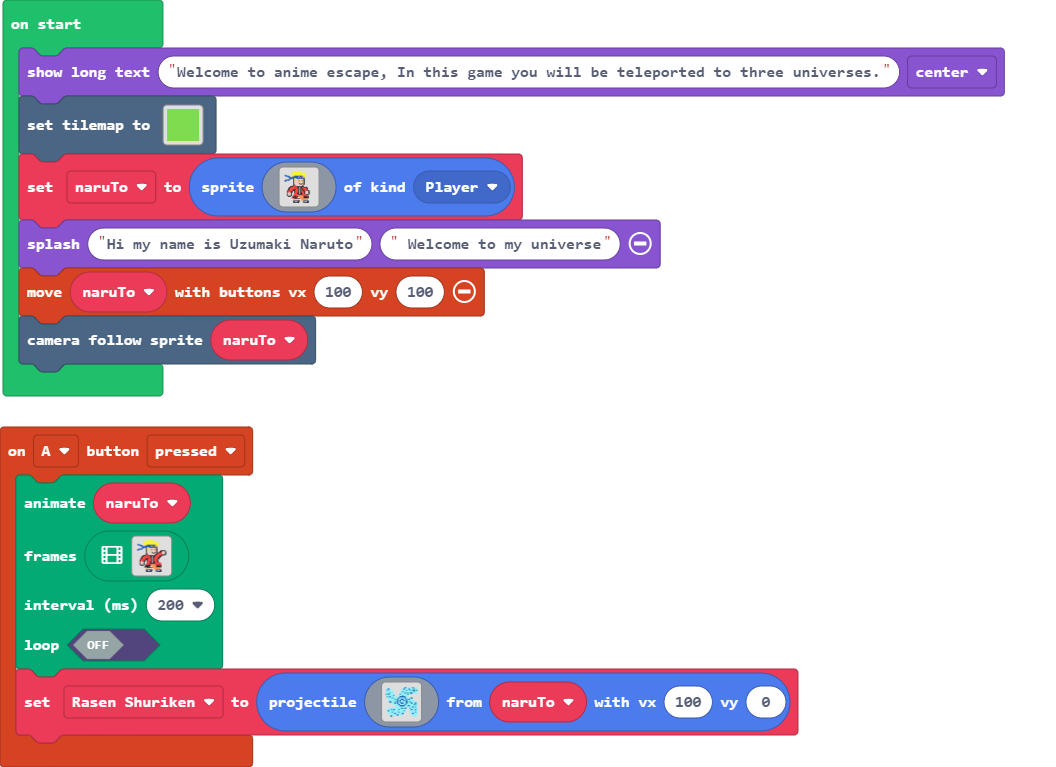 on start
show long text "Welcome to anime escape, In this game you will be teleported to three universes." center
set tilemap to
set naruTo to sprite of kind Player
splash "Hi my name is Uzumaki Naruto" " Welcome to my universe"
move naruTo with buttons vx 100 vy 100
camera follow sprite naruTo
on A button pressed
animate naruTo
frames
interval (ms) 200
loop OFF
set Rasen Shuriken to projectile from naruTo with vx 100 vy 0